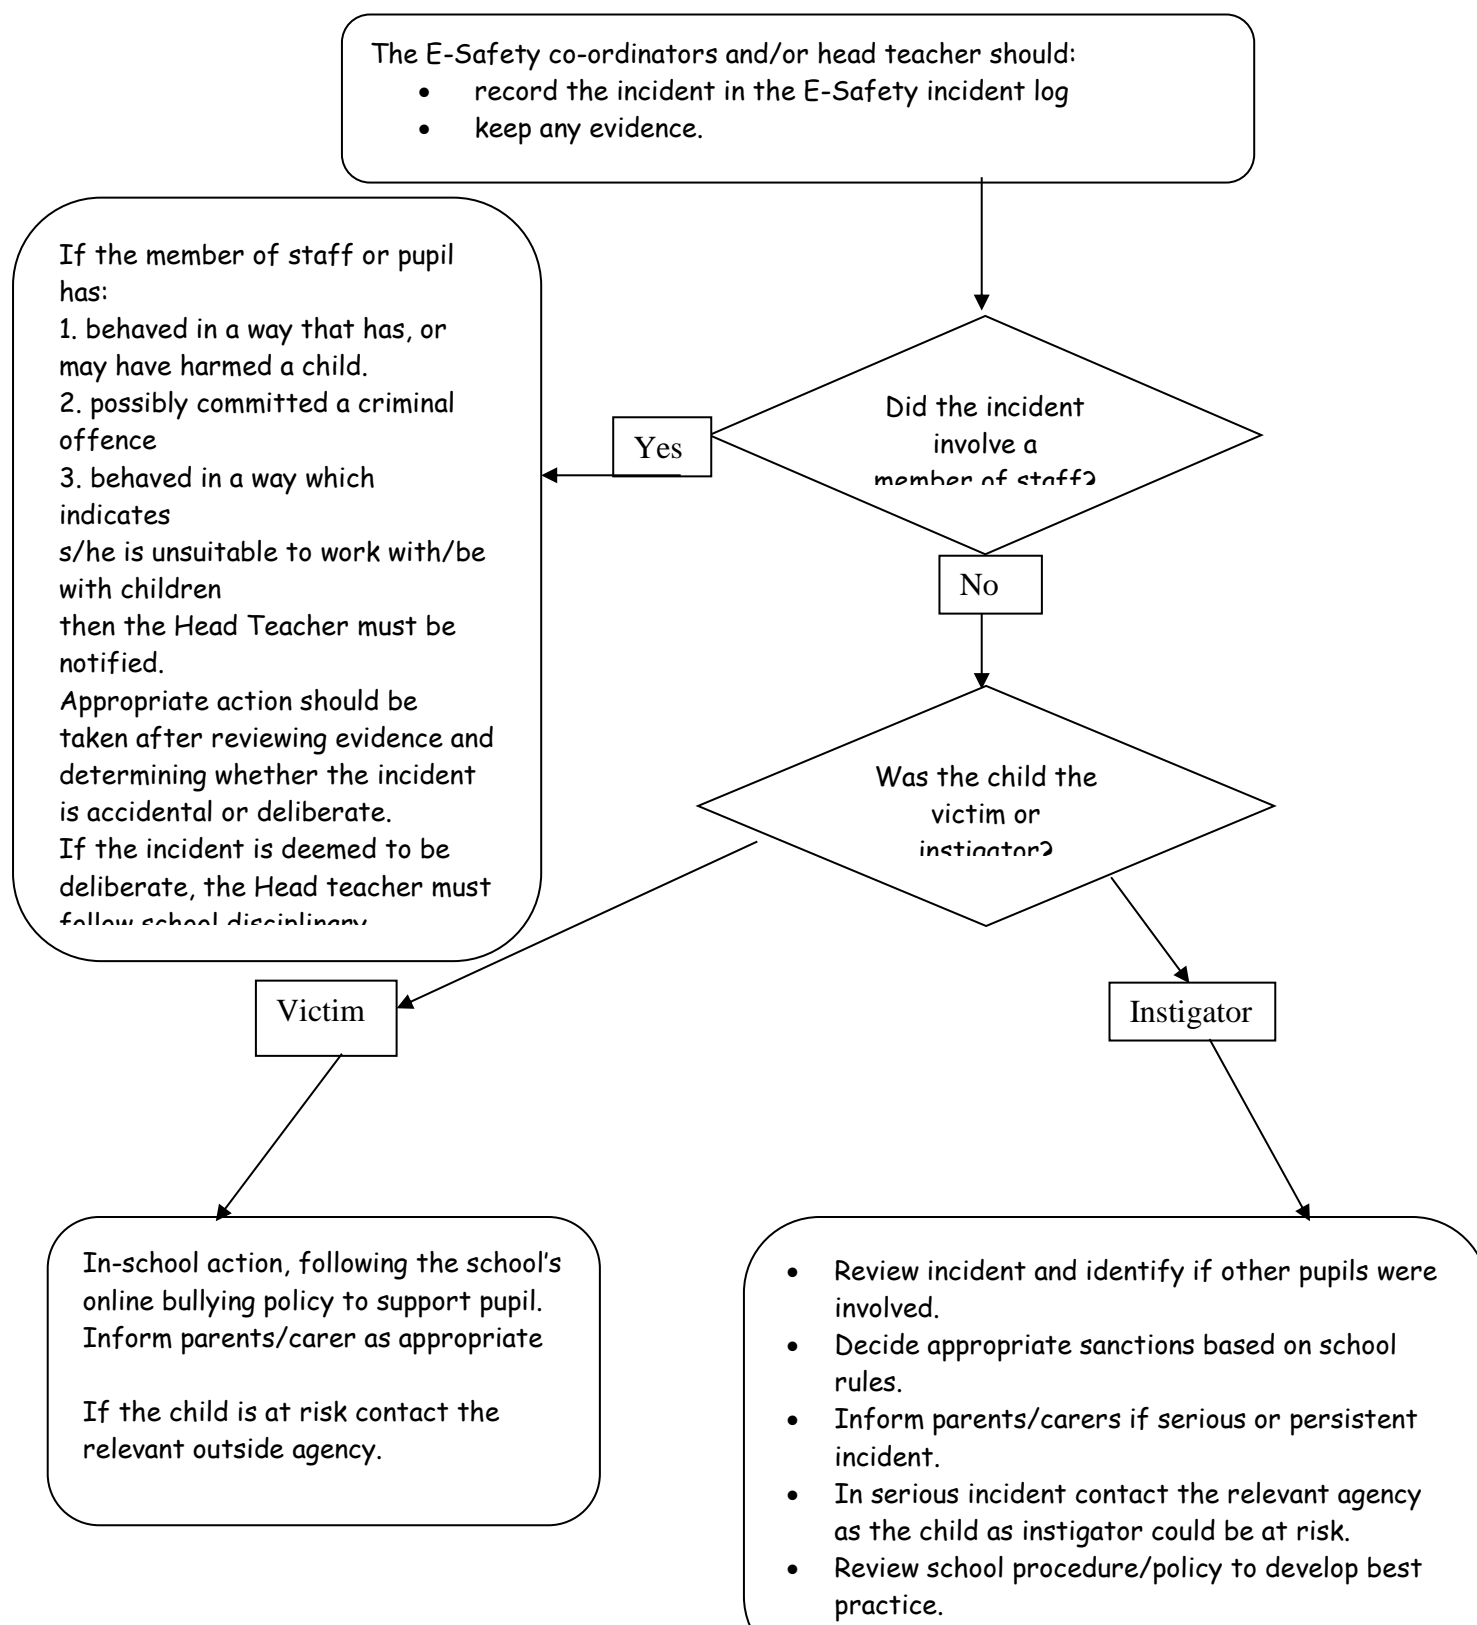 The E-Safety co-ordinators and/or head teacher should:
• record the incident in the E-Safety incident log
• keep any evidence.
If the member of staff or pupil
has:
1. behaved in a way that has, or
may have harmed a child.
2. possibly committed a criminal
offence
3. behaved in a way which
indicates
s/he is unsuitable to work with/be
with children
then the Head Teacher must be
notified.
Appropriate action should be
taken after reviewing evidence and
determining whether the incident
is accidental or deliberate.
If the incident is deemed to be
deliberate, the Head teacher must
follow school disciplinary
Did the incident
involve a
member of staff?
Yes
No
Was the child the
victim or
instigator?
Victim
Instigator
In-school action, following the school's
online bullying policy to support pupil.
Inform parents/carer as appropriate
If the child is at risk contact the
relevant outside agency.
• Review incident and identify if other pupils were
involved.
• Decide appropriate sanctions based on school
rules.
• Inform parents/carers if serious or persistent
incident.
• In serious incident contact the relevant agency
as the child as instigator could be at risk.
• Review school procedure/policy to develop best
practice.